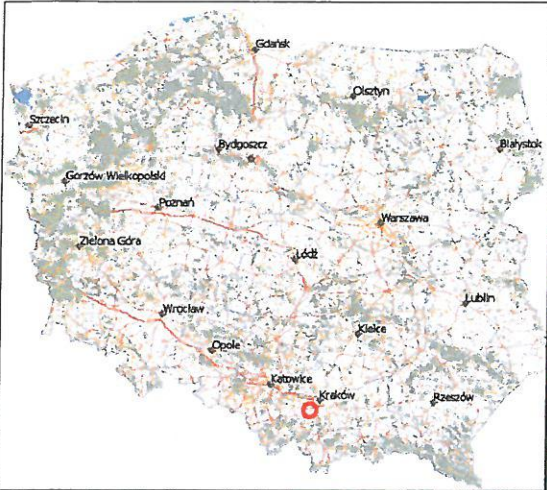 Gdańsk
Olsztyn
Szczecin
Bydgoszcz
Białystok
Gorzów Wielkopolski
Poznań
Warszawa
Zielona Góra
Łódź
Lublin
Wrocław
Kielce
Opole
Katowice
Kraków
Rzeszów